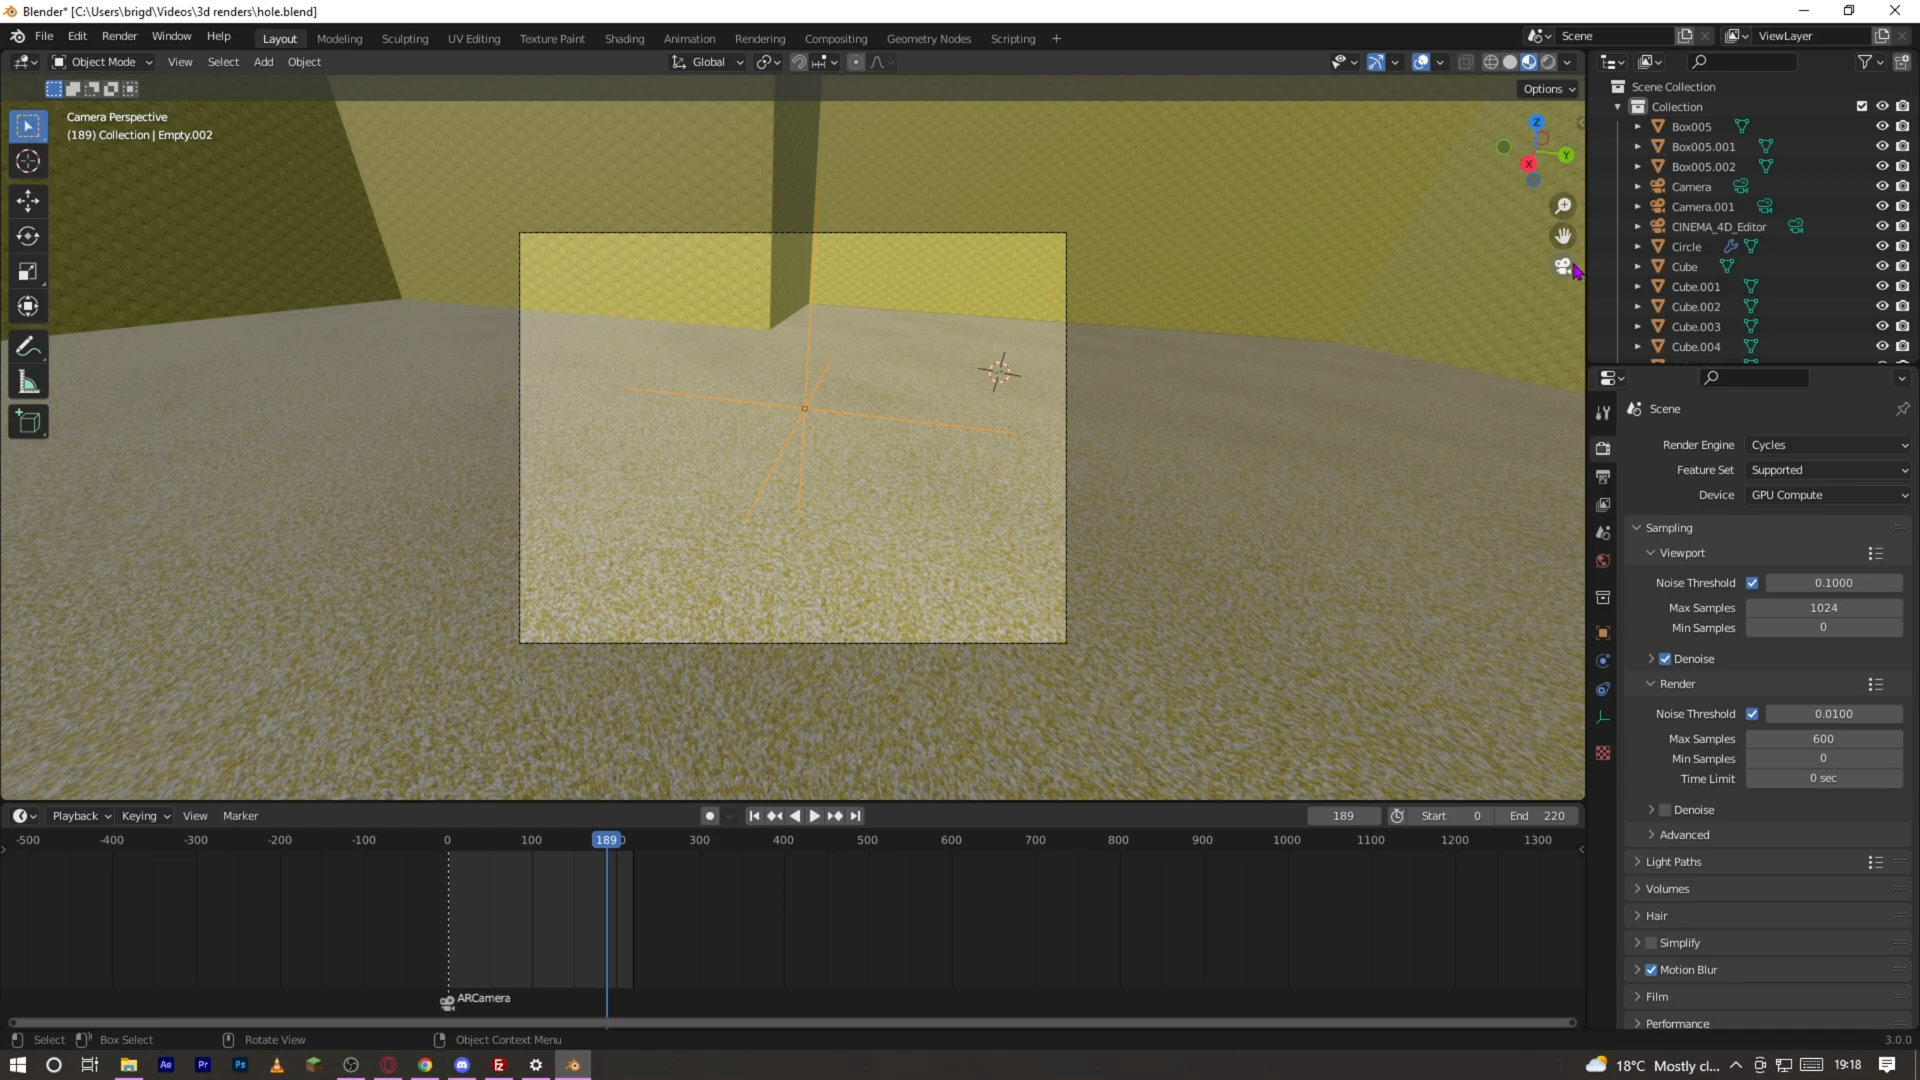 Blender* [C:\Users\brigd\Videos\3d renders\hole.blend]
File Edit Render Window Help
Layout Modeling Sculpting UV Editing Texture Paint Shading Animation Rendering Compositing Geometry Nodes Scripting +
Scene
ViewLayer
Object Mode View Select Add Object
Global
Options
Camera Perspective
(189) Collection | Empty.002
Z
Y
X
Scene Collection
Collection
Box005
Box005.001
Box005.002
Camera
Camera.001
CINEMA_4D_Editor
Circle
Cube
Cube.001
Cube.002
Cube.003
Cube.004
Scene
Render Engine Cycles
Feature Set Supported
Device GPU Compute
Sampling
Viewport
Noise Threshold 0.1000
Max Samples 1024
Min Samples 0
Denoise
Render
Noise Threshold 0.0100
Max Samples 600
Min Samples 0
Time Limit 0 sec
Denoise
Advanced
Light Paths
Volumes
Hair
Simplify
Motion Blur
Film
Performance
Playback Keying View Marker
189 Start 0 End 220
-500 -400 -300 -200 -100 0 100 189 300 400 500 600 700 800 900 1000 1100 1200 1300
ARCamera
Select Box Select Rotate View Object Context Menu
3.0.0
Ae Pr Ps
18°C Mostly cl... 19:18